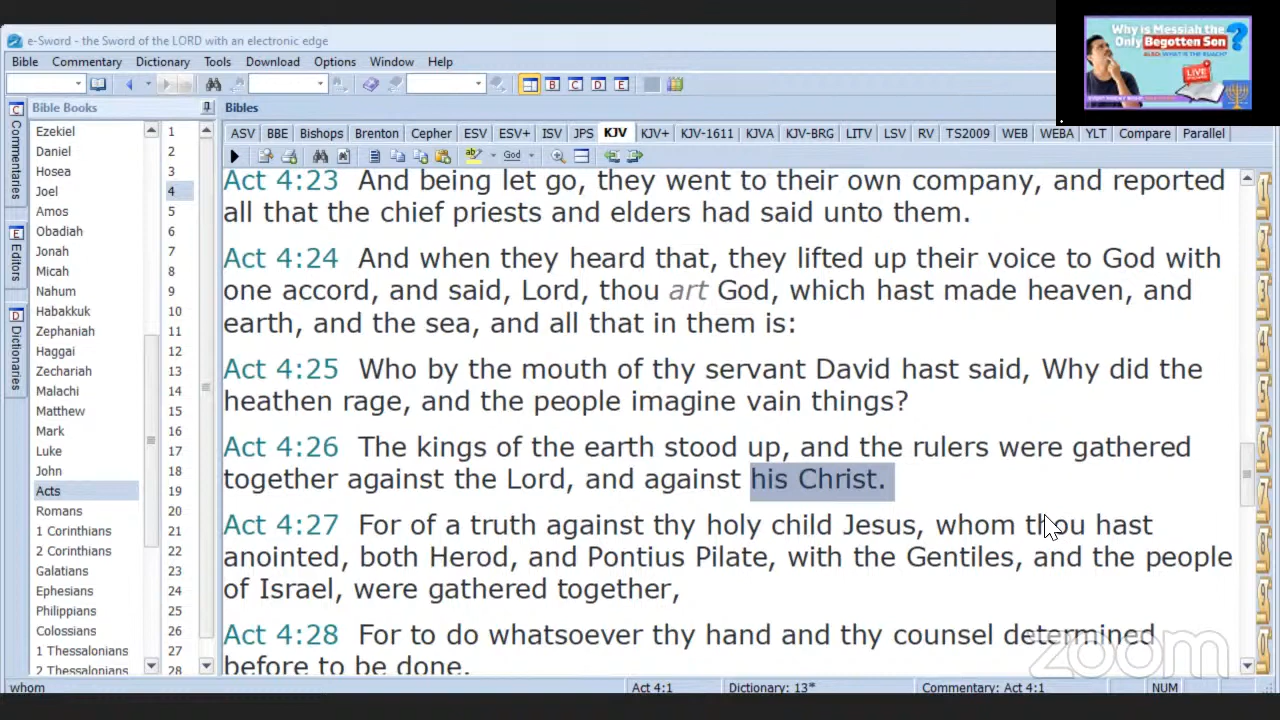 e-Sword - the Sword of the LORD with an electronic edge
Why is Messiah the
Only Begotten Son
?
LIVE
Bible Commentary Dictionary Tools Download Options Window Help
B C D E
Bible Books
Bibles
C Commentaries
E Editors
D Dictionaries
Ezekiel
Daniel
Hosea
Joel
Amos
Obadiah
Jonah
Micah
Nahum
Habakkuk
Zephaniah
Haggai
Zechariah
Malachi
Matthew
Mark
Luke
John
Acts
Romans
1 Corinthians
2 Corinthians
Galatians
Ephesians
Philippians
Colossians
1 Thessalonians
2 Thessalonians
1
2
3
4
5
6
7
8
9
10
11
12
13
14
15
16
17
18
19
20
21
22
23
24
25
26
27
28
ASV BBE Bishops Brenton Cepher ESV ESV+ ISV JPS KJV KJV+ KJV-1611 KJVA KJV-BRG LITV LSV RV TS2009 WEB WEBA YLT Compare Parallel
ab God
Act 4:23 And being let go, they went to their own company, and reported
all that the chief priests and elders had said unto them.
Act 4:24 And when they heard that, they lifted up their voice to God with
one accord, and said, Lord, thou art God, which hast made heaven, and
earth, and the sea, and all that in them is:
Act 4:25 Who by the mouth of thy servant David hast said, Why did the
heathen rage, and the people imagine vain things?
Act 4:26 The kings of the earth stood up, and the rulers were gathered
together against the Lord, and against his Christ.
Act 4:27 For of a truth against thy holy child Jesus, whom thou hast
anointed, both Herod, and Pontius Pilate, with the Gentiles, and the people
of Israel, were gathered together,
Act 4:28 For to do whatsoever thy hand and thy counsel determined
before to be done.
zoom
whom Act 4:1 Dictionary: 13* Commentary: Act 4:1 NUM